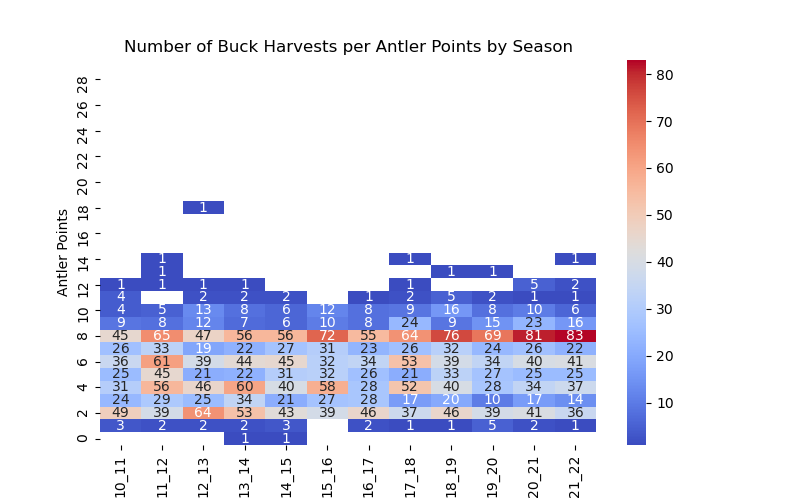 Number of Buck Harvests per Antler Points by Season
Antler Points
28
26
24
22
20
18 1
16
14 1 1 1
1 1 1
12 1 1 1 1 1 5 2
4 2 2 2 1 2 5 2 1 1
10 4 5 13 8 6 12 8 9 16 8 10 6
9 8 12 7 6 10 8 24 9 15 23 16
8 45 65 47 56 56 72 55 64 76 69 81 83
26 33 19 22 27 31 22 26 32 24 26 22
6 36 61 39 44 45 32 34 53 39 34 40 41
25 45 21 22 31 32 26 21 33 27 25 25
4 31 56 46 60 40 58 28 52 40 28 34 37
24 29 25 34 21 27 28 17 20 10 17 14
2 49 39 64 53 43 39 46 37 46 39 41 36
3 2 2 2 3 2 1 1 5 2 1
0 1 1
10_11 11_12 12_13 13_14 14_15 15_16 16_17 17_18 18_19 19_20 20_21 21_22
80
70
60
50
40
30
20
10